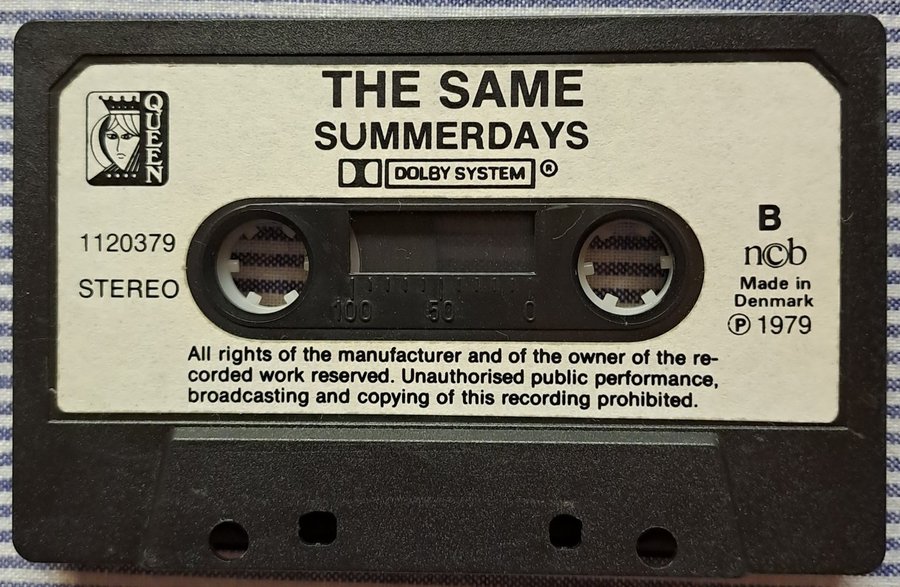 THE SAME
SUMMERDAYS
QUEEN
DOLBY SYSTEM ®
1120379
STEREO
B
n©b
Made in
Denmark
℗ 1979
100 50 0
All rights of the manufacturer and of the owner of the re-
corded work reserved. Unauthorised public performance,
broadcasting and copying of this recording prohibited.